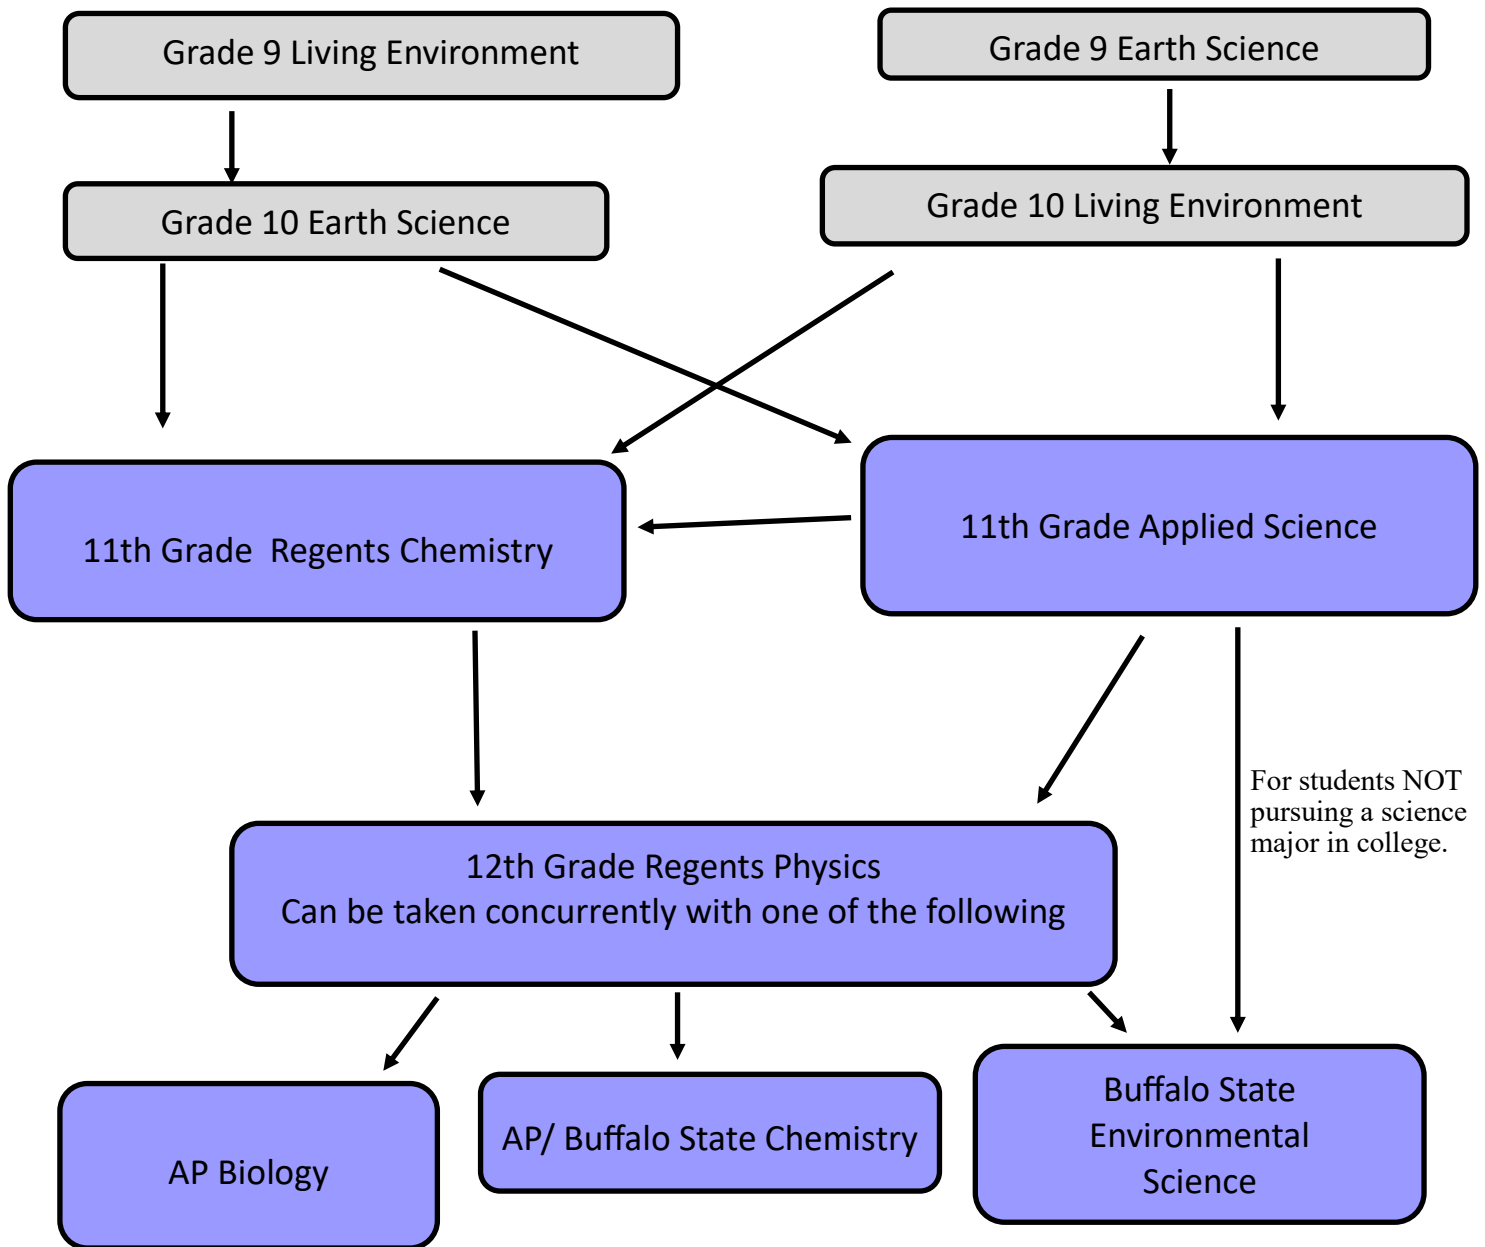 Grade 9 Living Environment
Grade 9 Earth Science
Grade 10 Earth Science
Grade 10 Living Environment
11th Grade  Regents Chemistry
11th Grade Applied Science
For students NOT
pursuing a science
major in college.
12th Grade Regents Physics
Can be taken concurrently with one of the following
AP Biology
AP/ Buffalo State Chemistry
Buffalo State
Environmental
Science